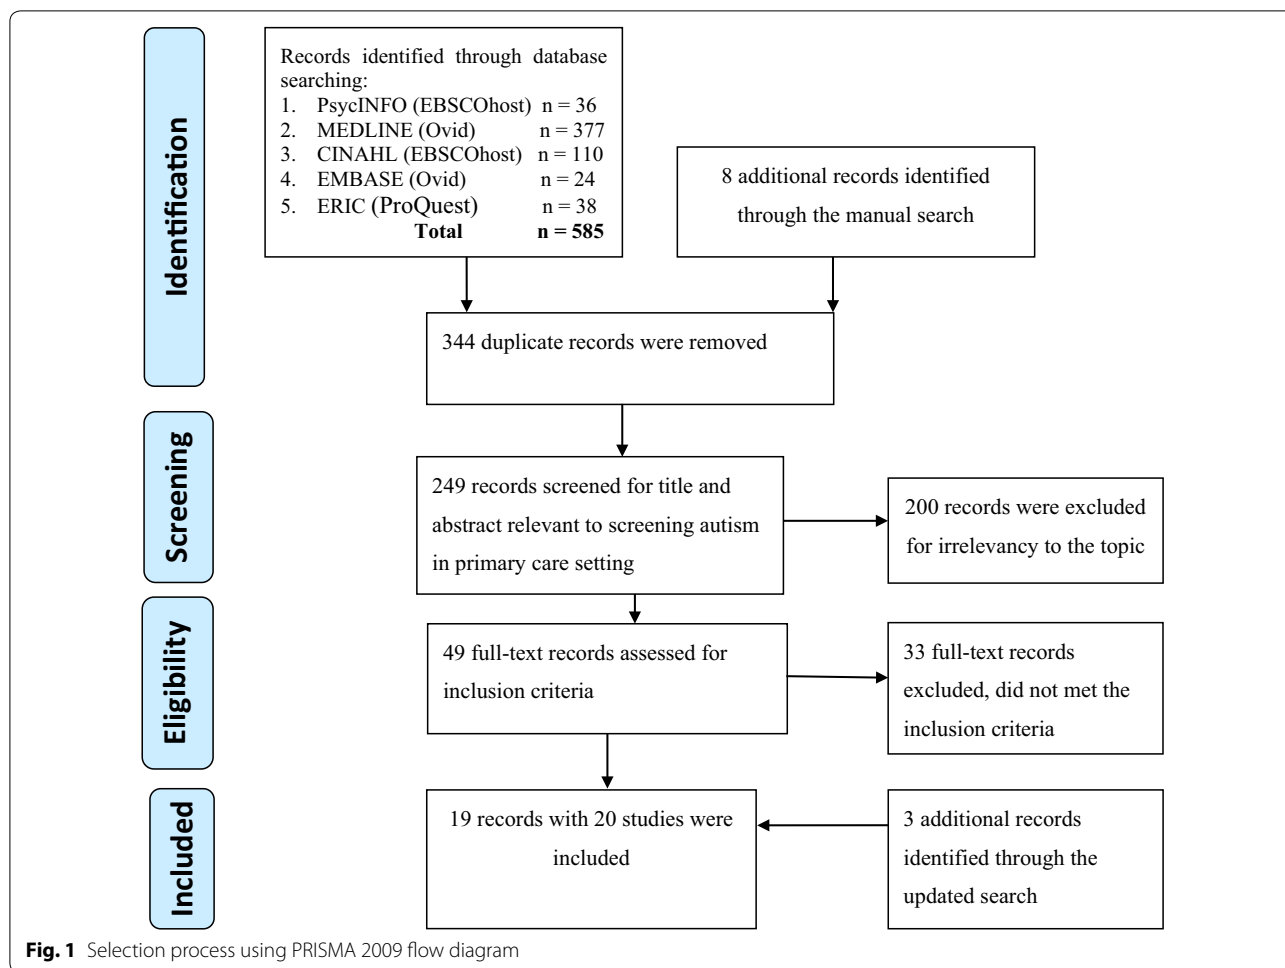 Identification
Records identified through database
searching:
1. PsycINFO (EBSCOhost) n = 36
2. MEDLINE (Ovid) n = 377
3. CINAHL (EBSCOhost) n = 110
4. EMBASE (Ovid) n = 24
5. ERIC (ProQuest) n = 38
Total n = 585
8 additional records identified
through the manual search
344 duplicate records were removed
Screening
249 records screened for title and
abstract relevant to screening autism
in primary care setting
200 records were excluded
for irrelevancy to the topic
Eligibility
49 full-text records assessed for
inclusion criteria
33 full-text records
excluded, did not met the
inclusion criteria
Included
19 records with 20 studies were
included
3 additional records
identified through the
updated search
Fig. 1 Selection process using PRISMA 2009 flow diagram